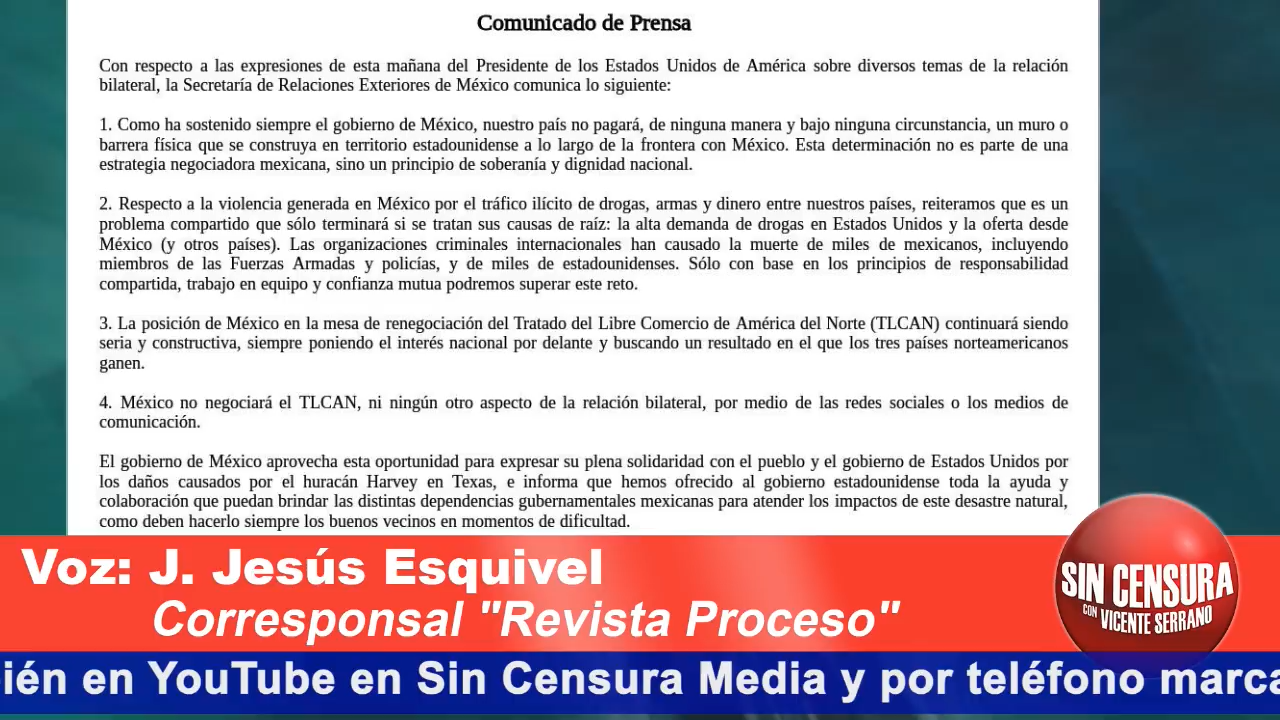 Comunicado de Prensa
Con respecto a las expresiones de esta mañana del Presidente de los Estados Unidos de América sobre diversos temas de la relación
bilateral, la Secretaría de Relaciones Exteriores de México comunica lo siguiente:
1. Como ha sostenido siempre el gobierno de México, nuestro país no pagará, de ninguna manera y bajo ninguna circunstancia, un muro o
barrera física que se construya en territorio estadounidense a lo largo de la frontera con México. Esta determinación no es parte de una
estrategia negociadora mexicana, sino un principio de soberanía y dignidad nacional.
2. Respecto a la violencia generada en México por el tráfico ilícito de drogas, armas y dinero entre nuestros países, reiteramos que es un
problema compartido que sólo terminará si se tratan sus causas de raíz: la alta demanda de drogas en Estados Unidos y la oferta desde
México (y otros países). Las organizaciones criminales internacionales han causado la muerte de miles de mexicanos, incluyendo
miembros de las Fuerzas Armadas y policías, y de miles de estadounidenses. Sólo con base en los principios de responsabilidad
compartida, trabajo en equipo y confianza mutua podremos superar este reto.
3. La posición de México en la mesa de renegociación del Tratado del Libre Comercio de América del Norte (TLCAN) continuará siendo
seria y constructiva, siempre poniendo el interés nacional por delante y buscando un resultado en el que los tres países norteamericanos
ganen.
4. México no negociará el TLCAN, ni ningún otro aspecto de la relación bilateral, por medio de las redes sociales o los medios de
comunicación.
El gobierno de México aprovecha esta oportunidad para expresar su plena solidaridad con el pueblo y el gobierno de Estados Unidos por
los daños causados por el huracán Harvey en Texas, e informa que hemos ofrecido al gobierno estadounidense toda la ayuda y
colaboración que puedan brindar las distintas dependencias gubernamentales mexicanas para atender los impactos de este desastre natural,
como deben hacerlo siempre los buenos vecinos en momentos de dificultad.
Voz: J. Jesús Esquivel
Corresponsal "Revista Proceso"
SIN CENSURA
CON VICENTE SERRANO
bién en YouTube en Sin Censura Media y por teléfono marca